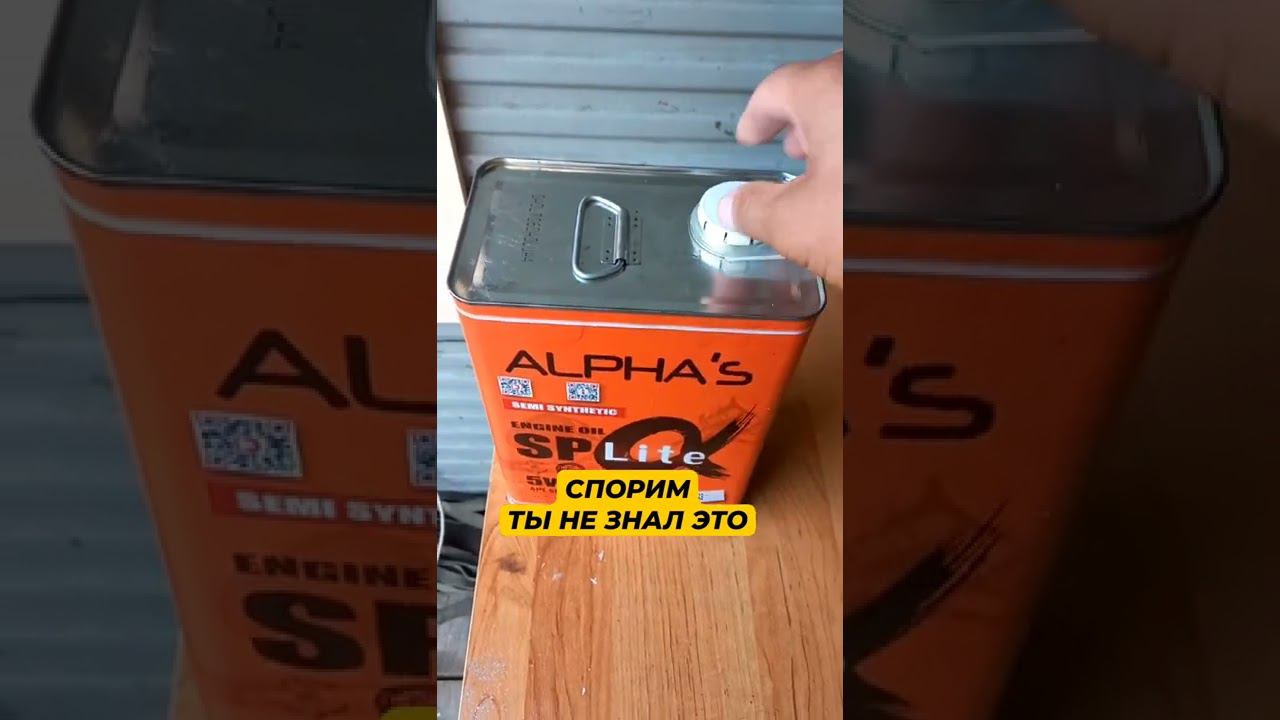 ALPHA's
SEMI SYNTHETIC
ENGINE OIL
SP
Lite
СПОРИМ
ТЫ НЕ ЗНАЛ ЭТО